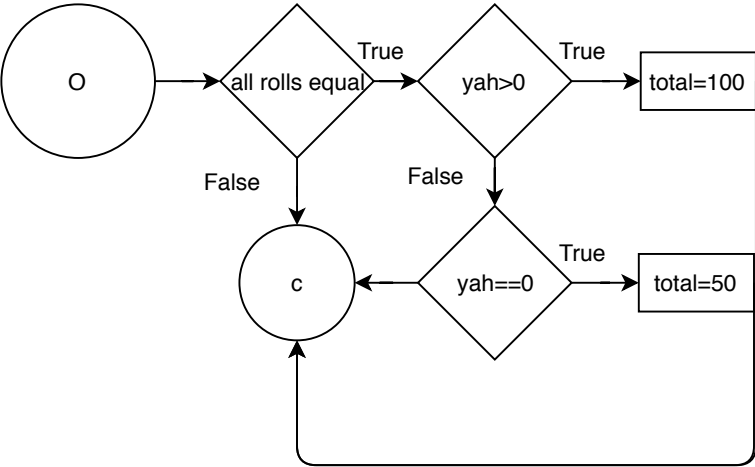 O
all rolls equal
True
yah>0
True
total=100
False
False
c
yah==0
True
total=50